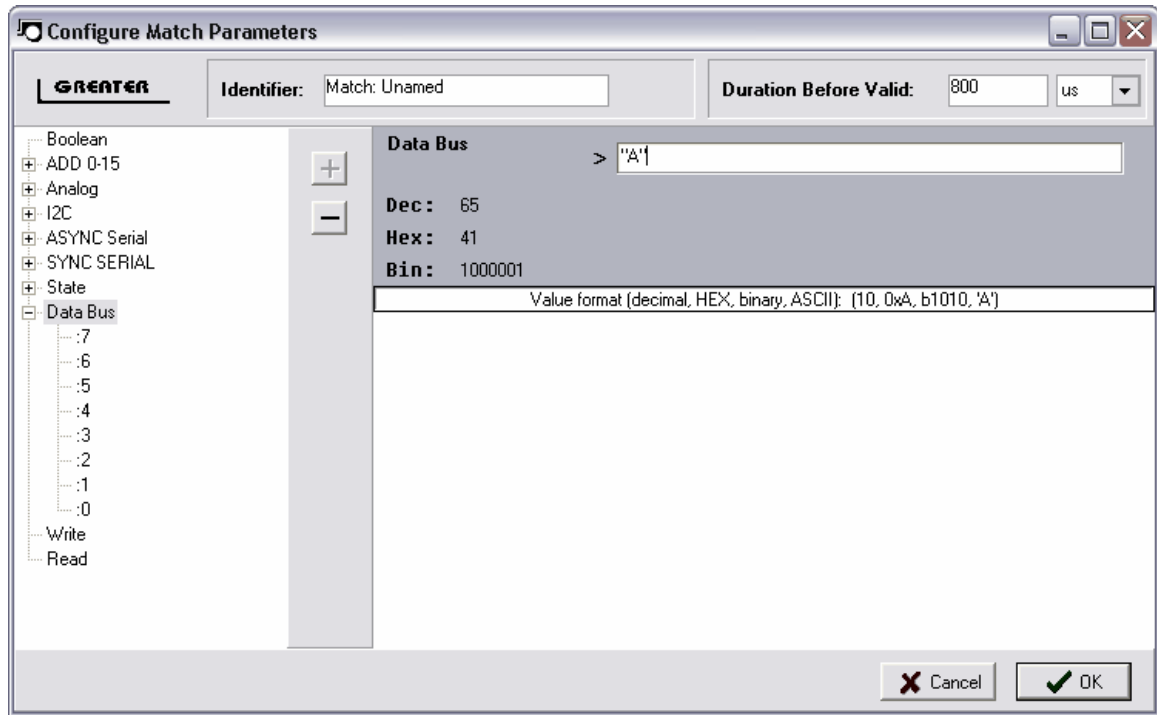 Configure Match Parameters
GREATER
Identifier: Match: Unnamed
Duration Before Valid: 800 us
Boolean
ADD 0-15
Analog
I2C
ASYNC Serial
SYNC SERIAL
State
Data Bus
:7
:6
:5
:4
:3
:2
:1
:0
Write
Read
Data Bus
> "A"
Dec: 65
Hex: 41
Bin: 1000001
Value format (decimal, HEX, binary, ASCII): (10, 0xA, b1010, 'A')
Cancel
OK